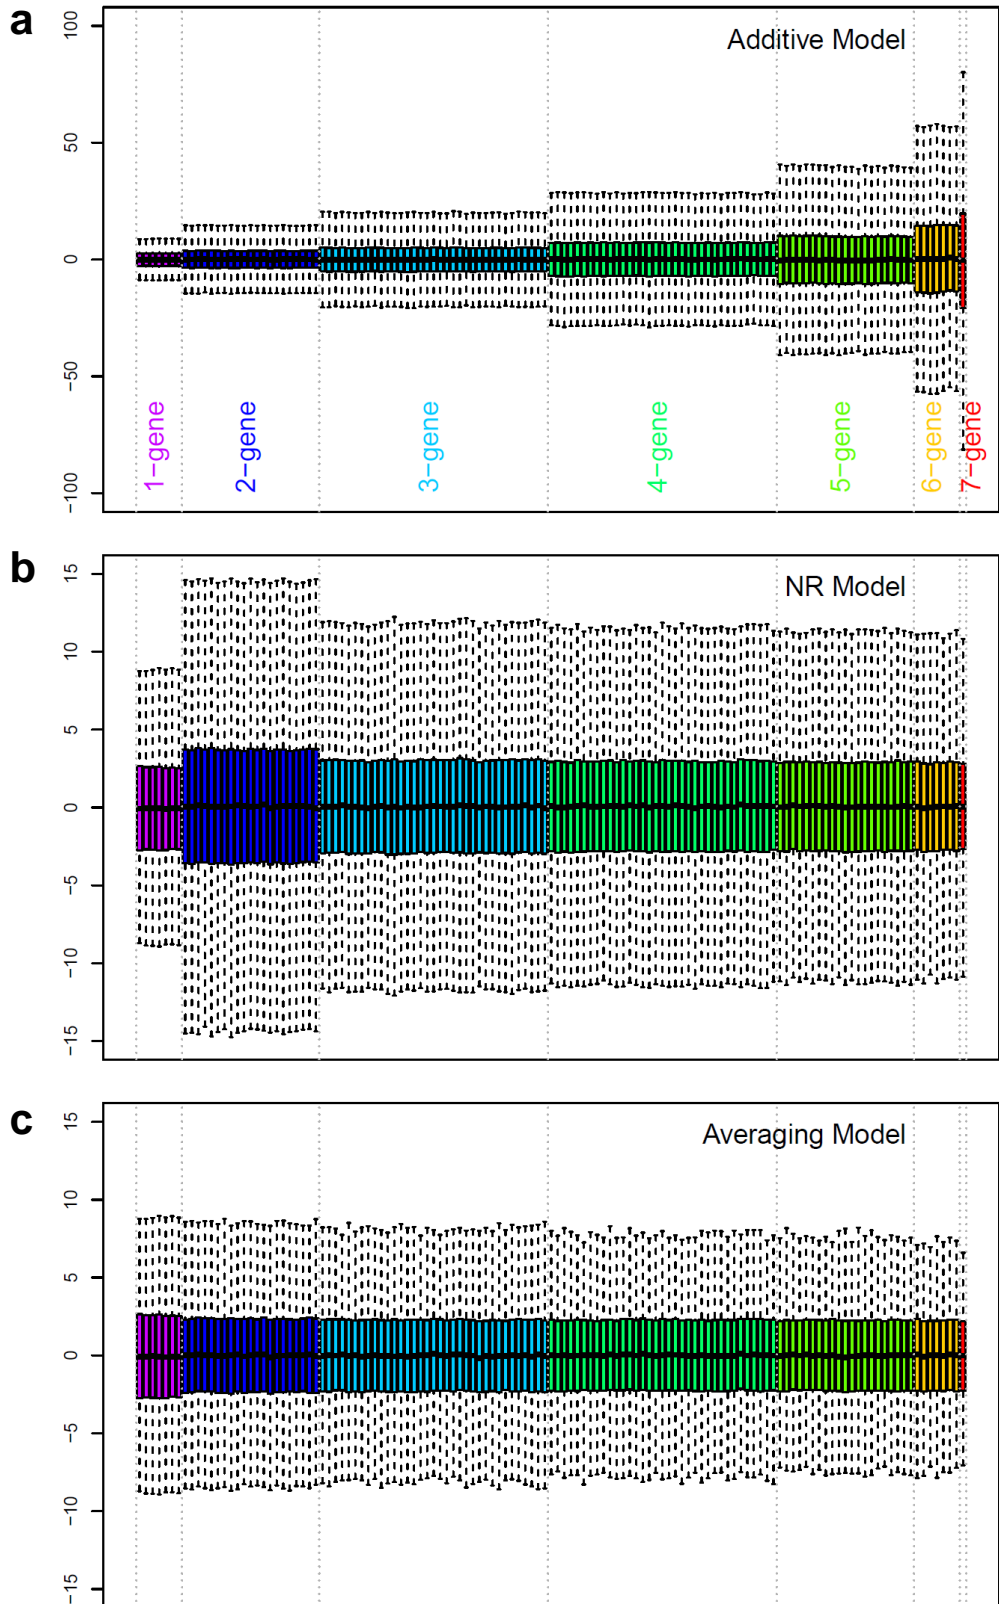 a
Additive Model
100
50
0
−50
−100
1−gene
2−gene
3−gene
4−gene
5−gene
6−gene
7−gene
b
NR Model
15
10
5
0
−5
−10
−15
c
Averaging Model
15
10
5
0
−5
−10
−15